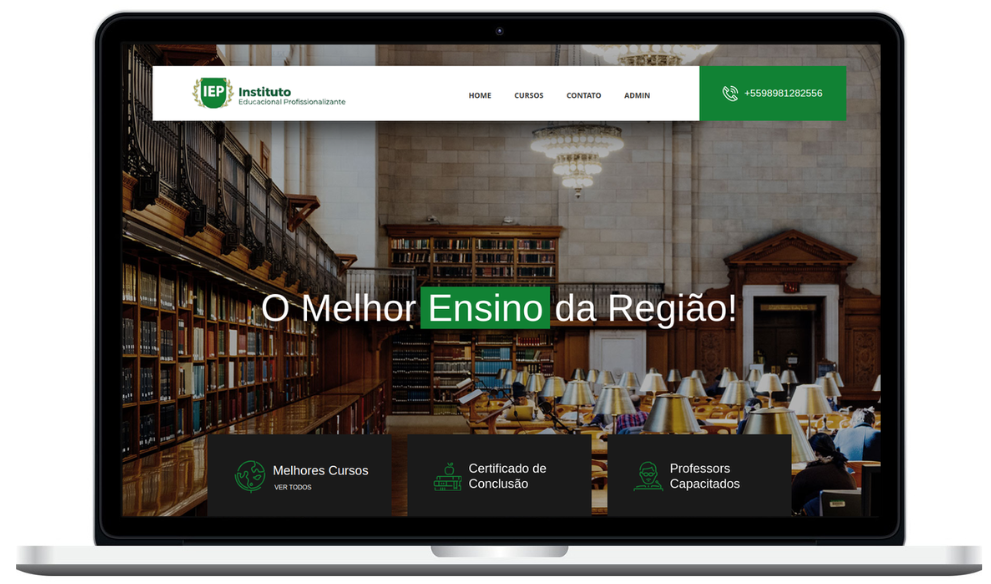 IEP Instituto
Educacional Profissionalizante
HOME CURSOS CONTATO ADMIN
+5598981282556
O Melhor Ensino da Região!
Melhores Cursos
VER TODOS
Certificado de
Conclusão
Professors
Capacitados